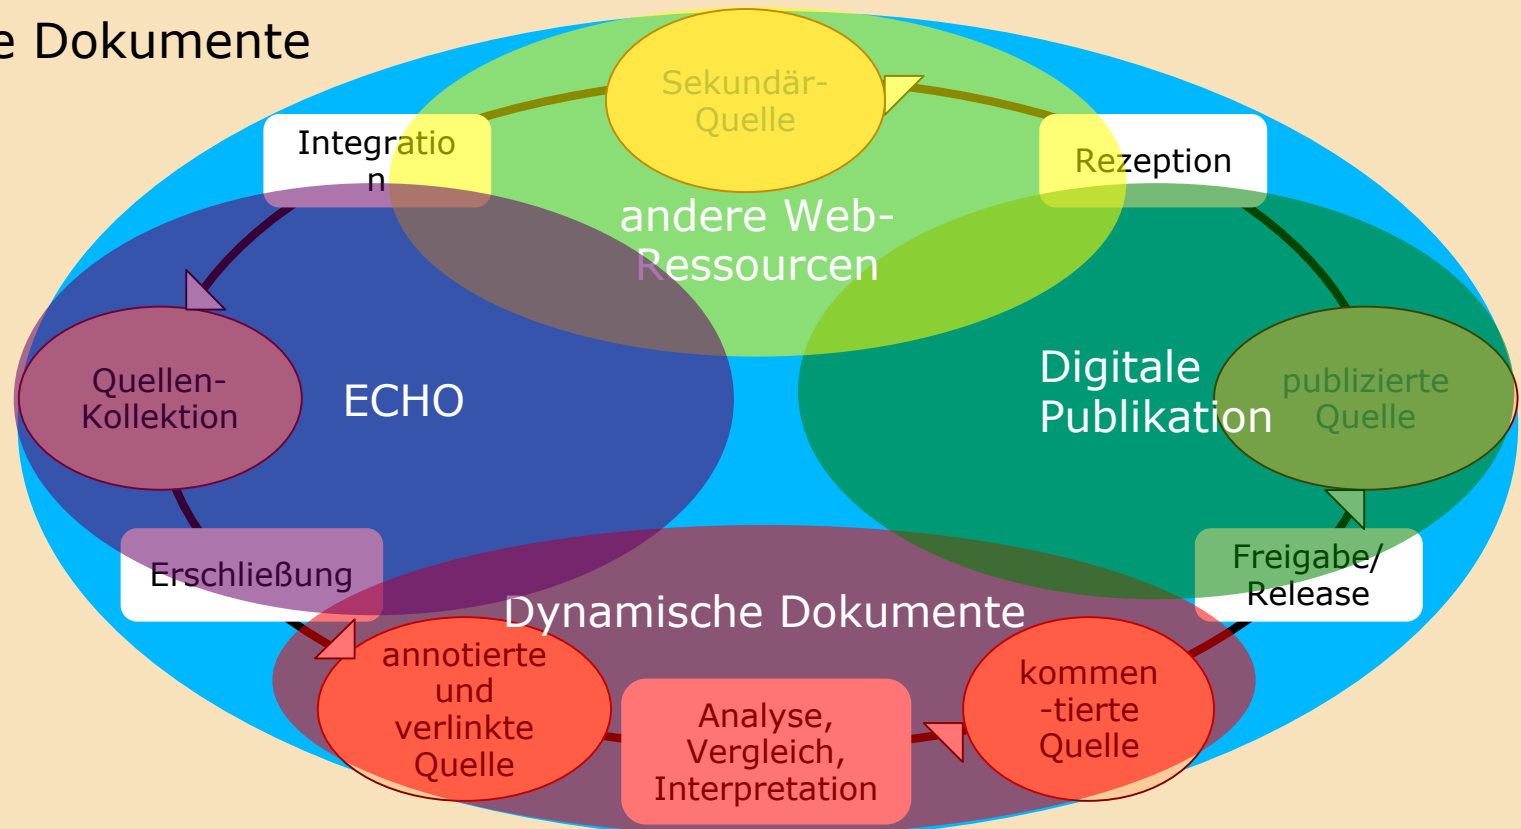 e Dokumente
Sekundär-
Quelle
Integratio
n
Rezeption
andere Web-
Ressourcen
Quellen-
Kollektion
ECHO
Digitale
Publikation
publizierte
Quelle
Erschließung
Freigabe/
Release
Dynamische Dokumente
annotierte
und
verlinkte
Quelle
Analyse,
Vergleich,
Interpretation
kommen
-tierte
Quelle